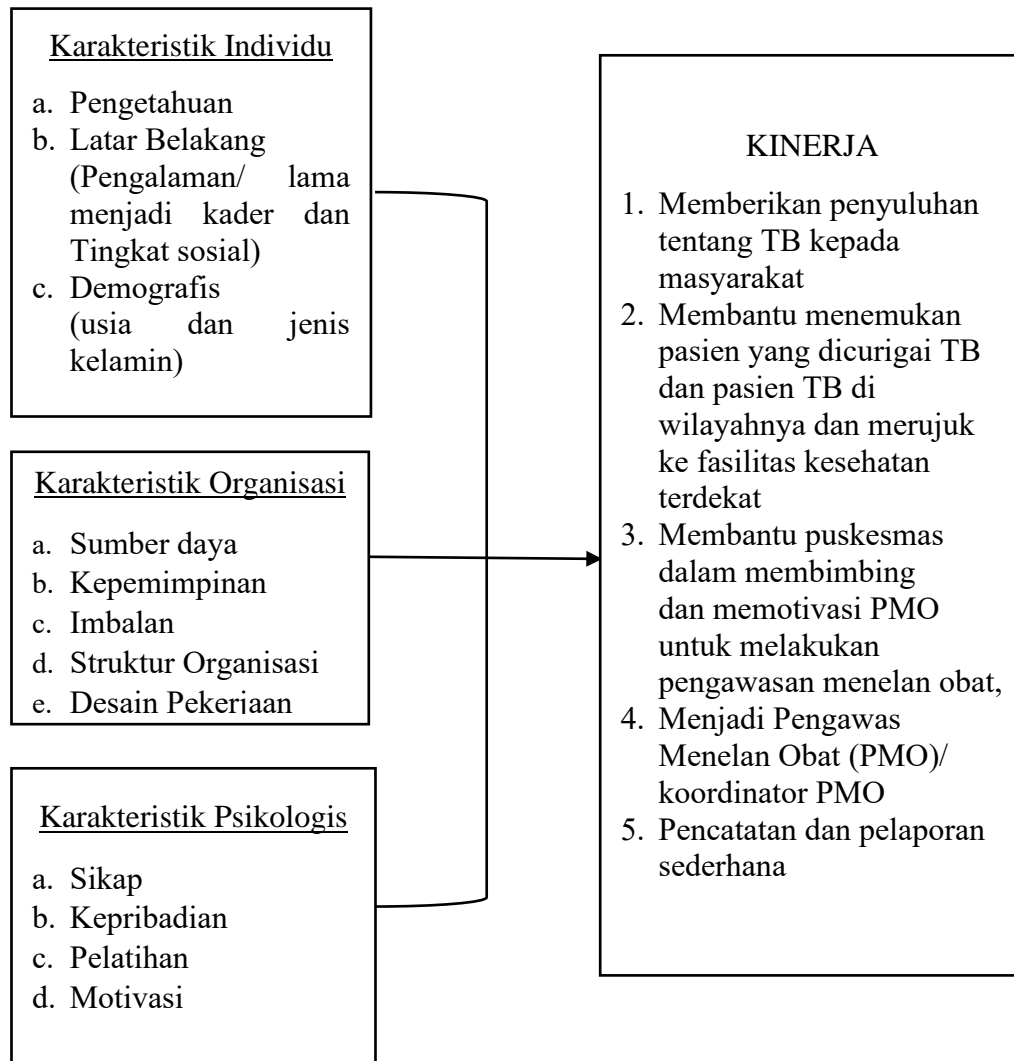 Karakteristik Individu
a. Pengetahuan
b. Latar Belakang
(Pengalaman/ lama
menjadi kader dan
Tingkat sosial)
c. Demografis
(usia dan jenis
kelamin)
Karakteristik Organisasi
a. Sumber daya
b. Kepemimpinan
c. Imbalan
d. Struktur Organisasi
e. Desain Pekerjaan
Karakteristik Psikologis
a. Sikap
b. Kepribadian
c. Pelatihan
d. Motivasi
KINERJA
1. Memberikan penyuluhan
tentang TB kepada
masyarakat
2. Membantu menemukan
pasien yang dicurigai TB
dan pasien TB di
wilayahnya dan merujuk
ke fasilitas kesehatan
terdekat
3. Membantu puskesmas
dalam membimbing
dan memotivasi PMO
untuk melakukan
pengawasan menelan obat,
4. Menjadi Pengawas
Menelan Obat (PMO)/
koordinator PMO
5. Pencatatan dan pelaporan
sederhana